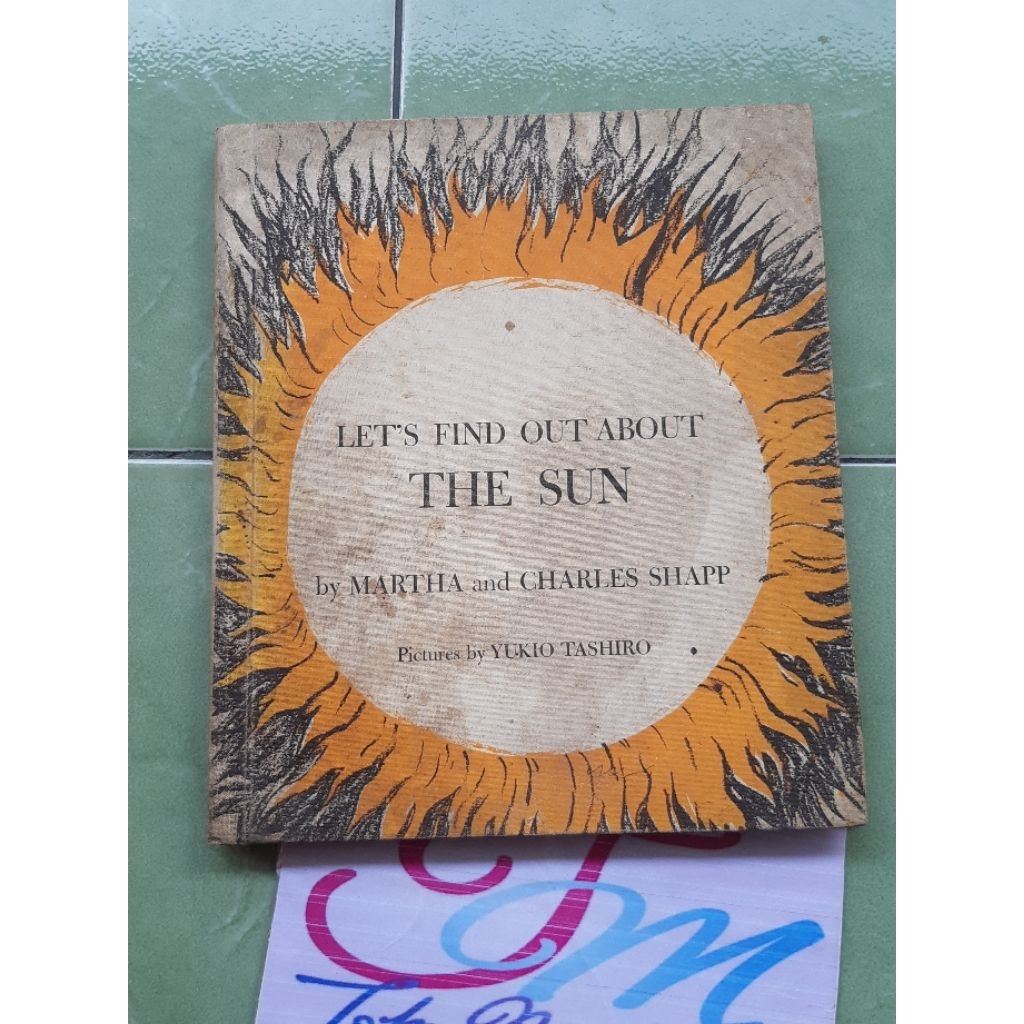 LET'S FIND OUT ABOUT
THE SUN
by MARTHA and CHARLES SHAPP
Pictures by YUKIO TASHIRO